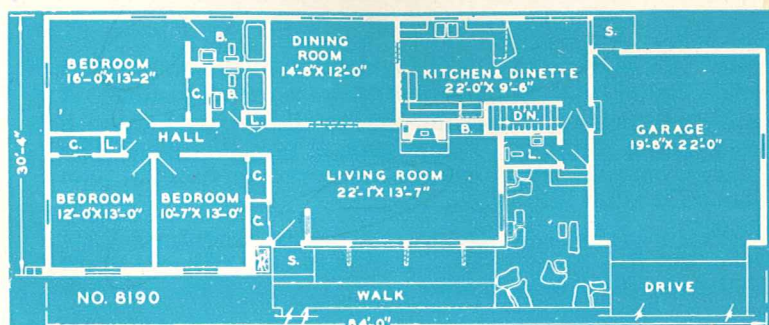 BEDROOM
16'-0"X13'-2"
B.
C.
B.
L.
DINING
ROOM
14'-8"X12'-0"
KITCHEN & DINETTE
22'-0"X 9'-6"
S.
D'N.
B.
L.
GARAGE
19'-8"X 22'-0"
30'-4"
HALL
C.
L.
BEDROOM
12'-0"X13'-0"
BEDROOM
10'-7"X 13'-0"
C.
C.
LIVING ROOM
22'-1"X 13'-7"
S.
WALK
DRIVE
NO. 8190
84'-0"